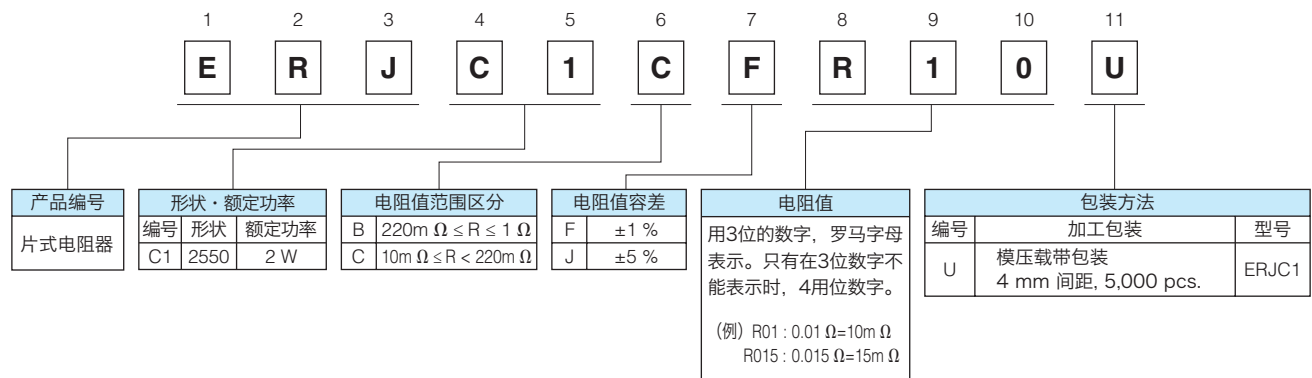 1 2 3 4 5 6 7 8 9 10 11
E R J C 1 C F R 1 0 U
产品编号
片式电阻器
形状・额定功率
编号 形状 额定功率
C1 2550 2 W
电阻值范围区分
B 220m Ω ≤ R ≤ 1 Ω
C 10m Ω ≤ R < 220m Ω
电阻值容差
F ±1 %
J ±5 %
电阻值
用3位的数字，罗马字母
表示。只有在3位数字不
能表示时，4用位数字。
(例) R01 : 0.01 Ω=10m Ω
R015 : 0.015 Ω=15m Ω
包装方法
编号 加工包装 型号
U 模压载带包装 ERJC1
4 mm 间距, 5,000 pcs.